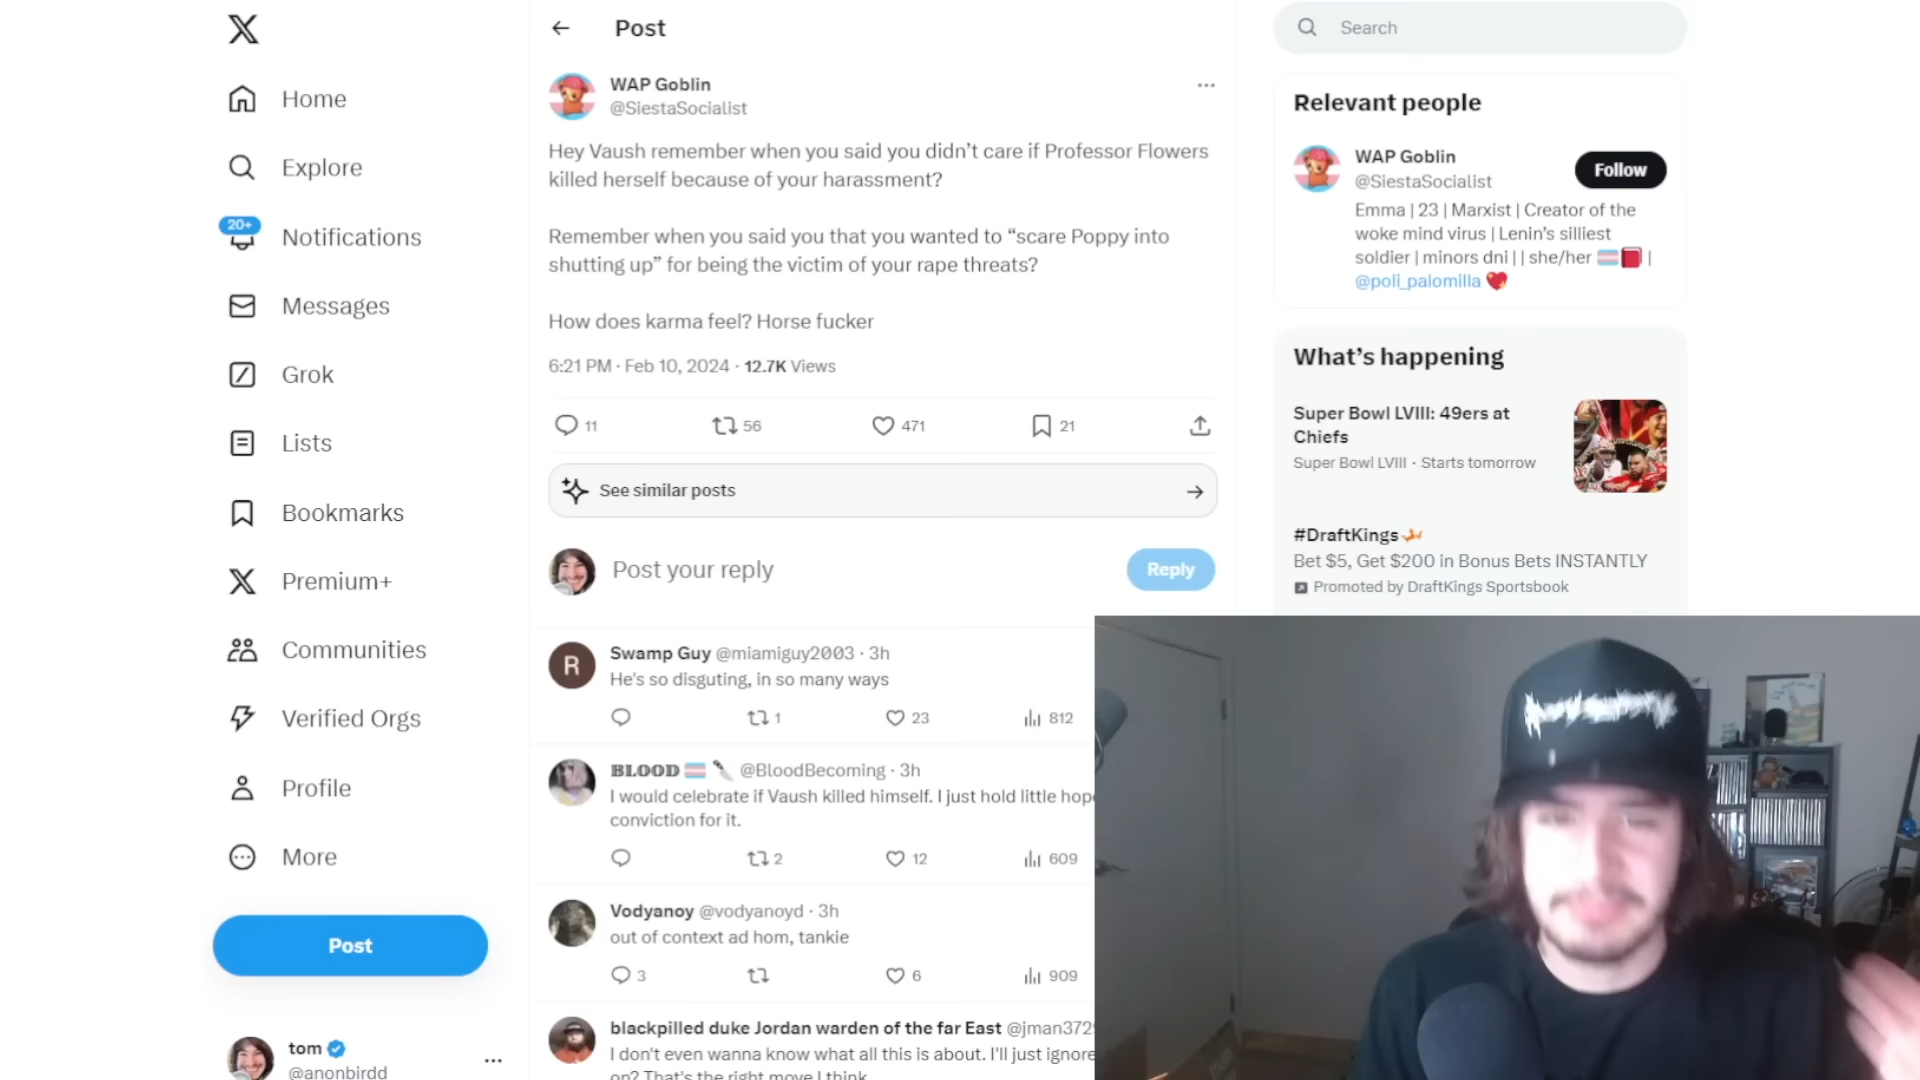 Home
Explore
20+
Notifications
Messages
Grok
Lists
Bookmarks
Premium+
Communities
Verified Orgs
Profile
More
Post
tom
@anonbirdd
Post
WAP Goblin
@SiestaSocialist
Hey Vaush remember when you said you didn’t care if Professor Flowers
killed herself because of your harassment?
Remember when you said you that you wanted to “scare Poppy into
shutting up” for being the victim of your rape threats?
How does karma feel? Horse fucker
6:21 PM · Feb 10, 2024 · 12.7K Views
11 56 471 21
See similar posts
Post your reply
Reply
R
Swamp Guy @miamiguy2003 · 3h
He's so disguting, in so many ways
1 23 812
BLOOD @BloodBecoming · 3h
I would celebrate if Vaush killed himself. I just hold little hop
conviction for it.
2 12 609
Vodyanoy @vodyanoyd · 3h
out of context ad hom, tankie
3 6 909
blackpilled duke Jordan warden of the far East @jman372
I don't even wanna know what all this is about. I'll just ignore
on? That's the right move I think
Search
Relevant people
WAP Goblin
@SiestaSocialist
Follow
Emma | 23 | Marxist | Creator of the
woke mind virus | Lenin’s silliest
soldier | minors dni | | she/her |
@poli_palomilla
What’s happening
Super Bowl LVIII: 49ers at
Chiefs
Super Bowl LVIII · Starts tomorrow
#DraftKings
Bet $5, Get $200 in Bonus Bets INSTANTLY
Promoted by DraftKings Sportsbook